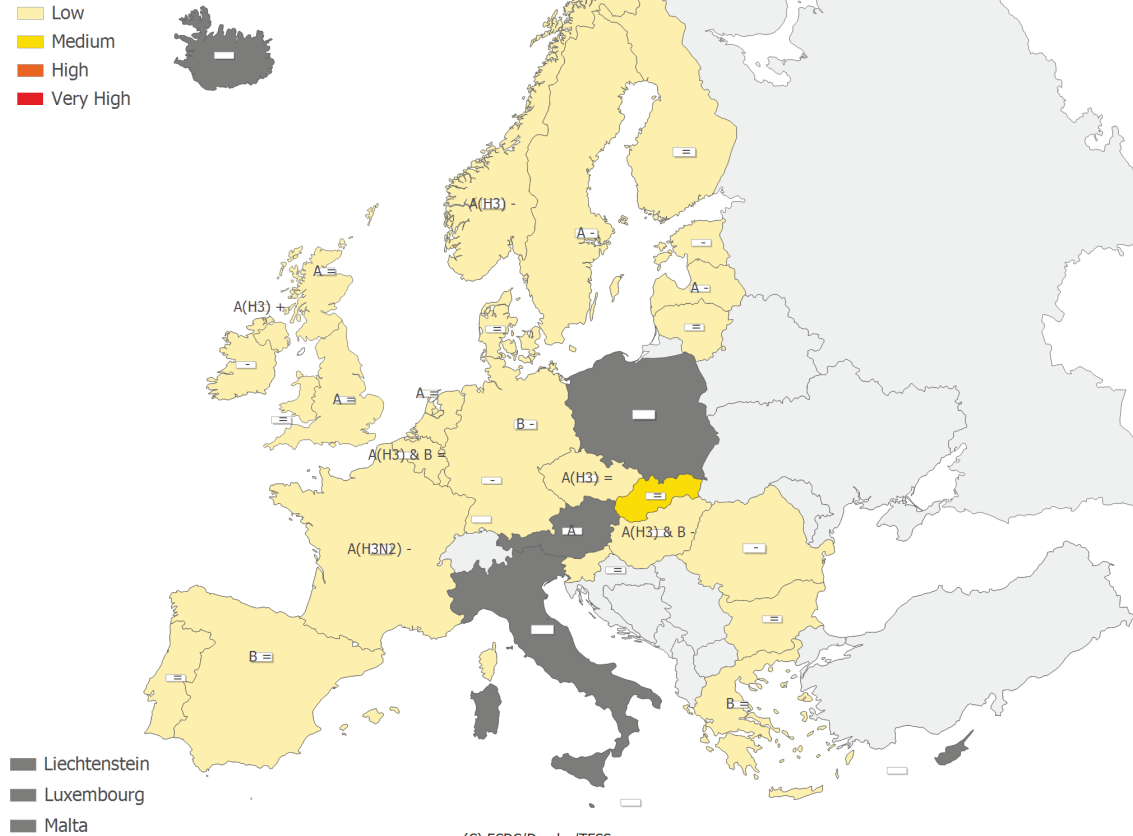 Low
Medium
High
Very High
=
A(H3) -
A -
-
A =
A -
A(H3) +
=
=
-
A =
A =
=
B -
A(H3) & B =
A(H3) =
-
=
A
A(H3) & B -
A(H3N2) -
-
=
=
B =
=
B =
Liechtenstein
Luxembourg
Malta